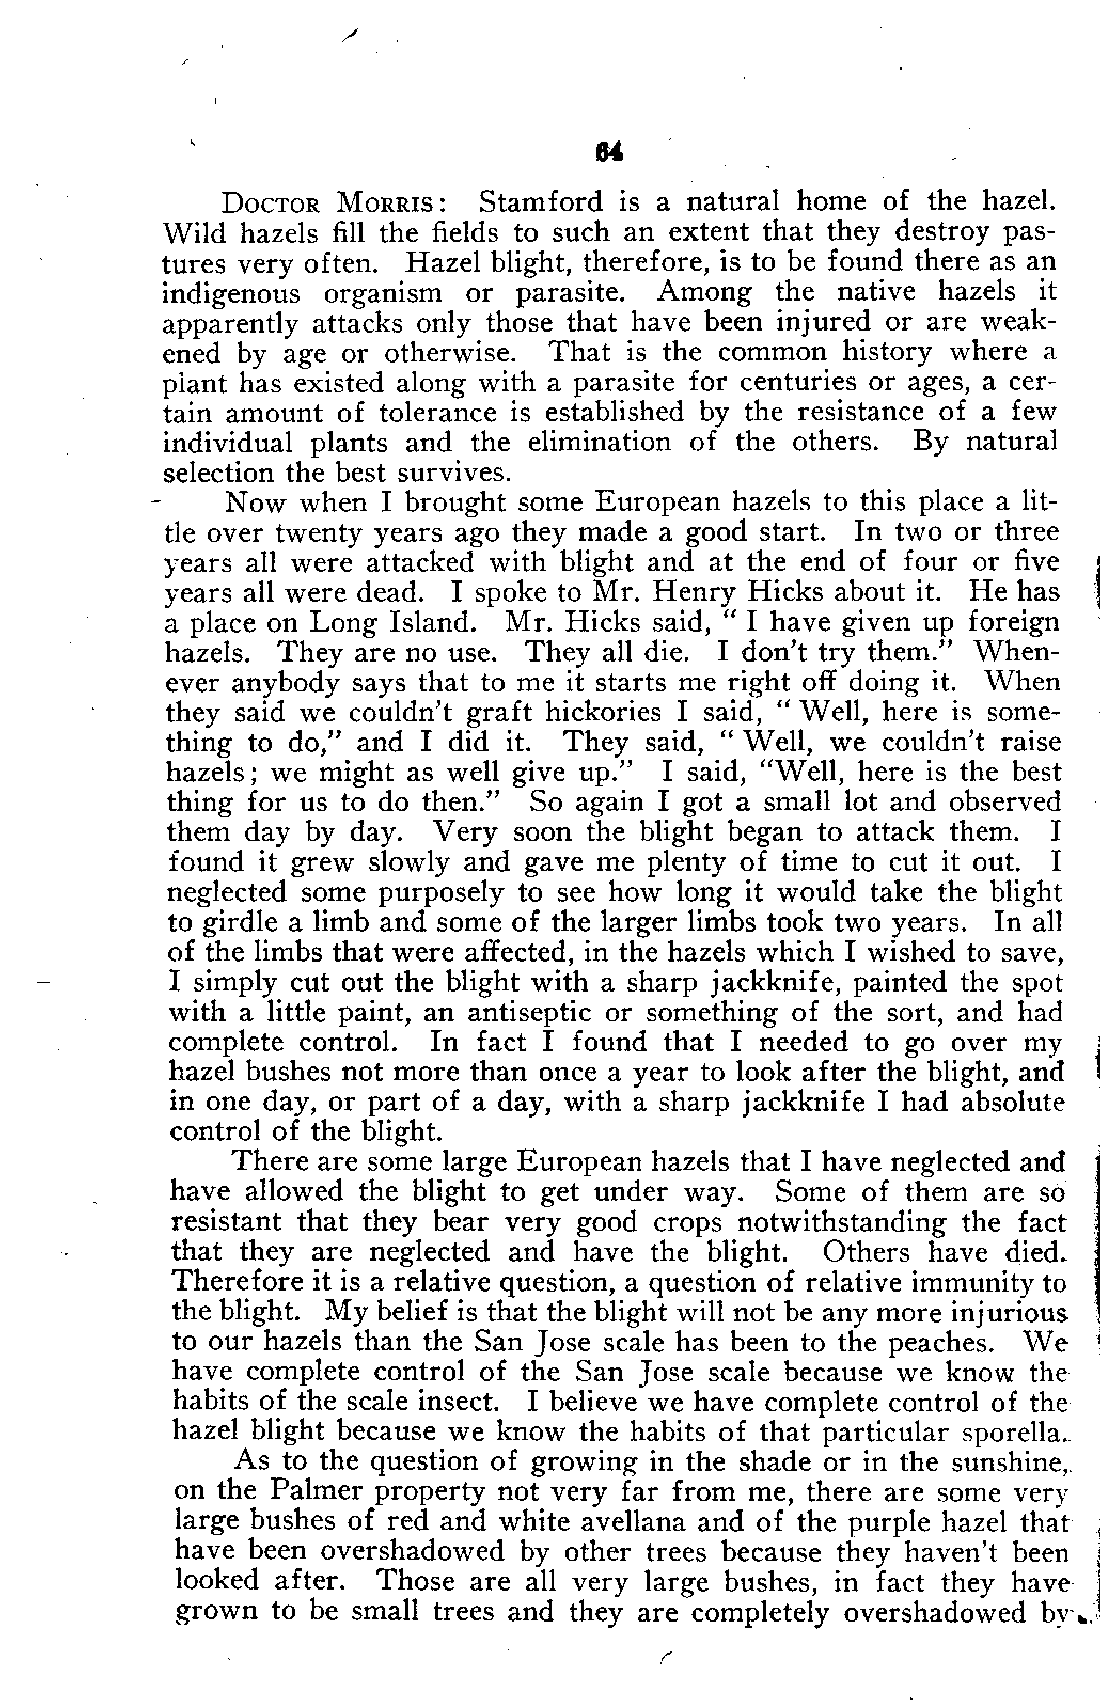 64
DOCTOR MORRIS: Stamford is a natural home of the hazel.
Wild hazels fill the fields to such an extent that they destroy pas-
tures very often. Hazel blight, therefore, is to be found there as an
indigenous organism or parasite. Among the native hazels it
apparently attacks only those that have been injured or are weak-
ened by age or otherwise. That is the common history where a
plant has existed along with a parasite for centuries or ages, a cer-
tain amount of tolerance is established by the resistance of a few
individual plants and the elimination of the others. By natural
selection the best survives.
Now when I brought some European hazels to this place a lit-
tle over twenty years ago they made a good start. In two or three
years all were attacked with blight and at the end of four or five
years all were dead. I spoke to Mr. Henry Hicks about it. He has
a place on Long Island. Mr. Hicks said, " I have given up foreign
hazels. They are no use. They all die. I don't try them." When-
ever anybody says that to me it starts me right off doing it. When
they said we couldn't graft hickories I said, " Well, here is some-
thing to do," and I did it. They said, " Well, we couldn't raise
hazels; we might as well give up." I said, "Well, here is the best
thing for us to do then." So again I got a small lot and observed
them day by day. Very soon the blight began to attack them. I
found it grew slowly and gave me plenty of time to cut it out. I
neglected some purposely to see how long it would take the blight
to girdle a limb and some of the larger limbs took two years. In all
of the limbs that were affected, in the hazels which I wished to save,
I simply cut out the blight with a sharp jackknife, painted the spot
with a little paint, an antiseptic or something of the sort, and had
complete control. In fact I found that I needed to go over my
hazel bushes not more than once a year to look after the blight, and
in one day, or part of a day, with a sharp jackknife I had absolute
control of the blight.
There are some large European hazels that I have neglected and
have allowed the blight to get under way. Some of them are so
resistant that they bear very good crops notwithstanding the fact
that they are neglected and have the blight. Others have died.
Therefore it is a relative question, a question of relative immunity to
the blight. My belief is that the blight will not be any more injurious
to our hazels than the San Jose scale has been to the peaches. We
have complete control of the San Jose scale because we know the
habits of the scale insect. I believe we have complete control of the
hazel blight because we know the habits of that particular sporella.
As to the question of growing in the shade or in the sunshine,
on the Palmer property not very far from me, there are some very
large bushes of red and white avellana and of the purple hazel that
have been overshadowed by other trees because they haven't been
looked after. Those are all very large bushes, in fact they have
grown to be small trees and they are completely overshadowed by